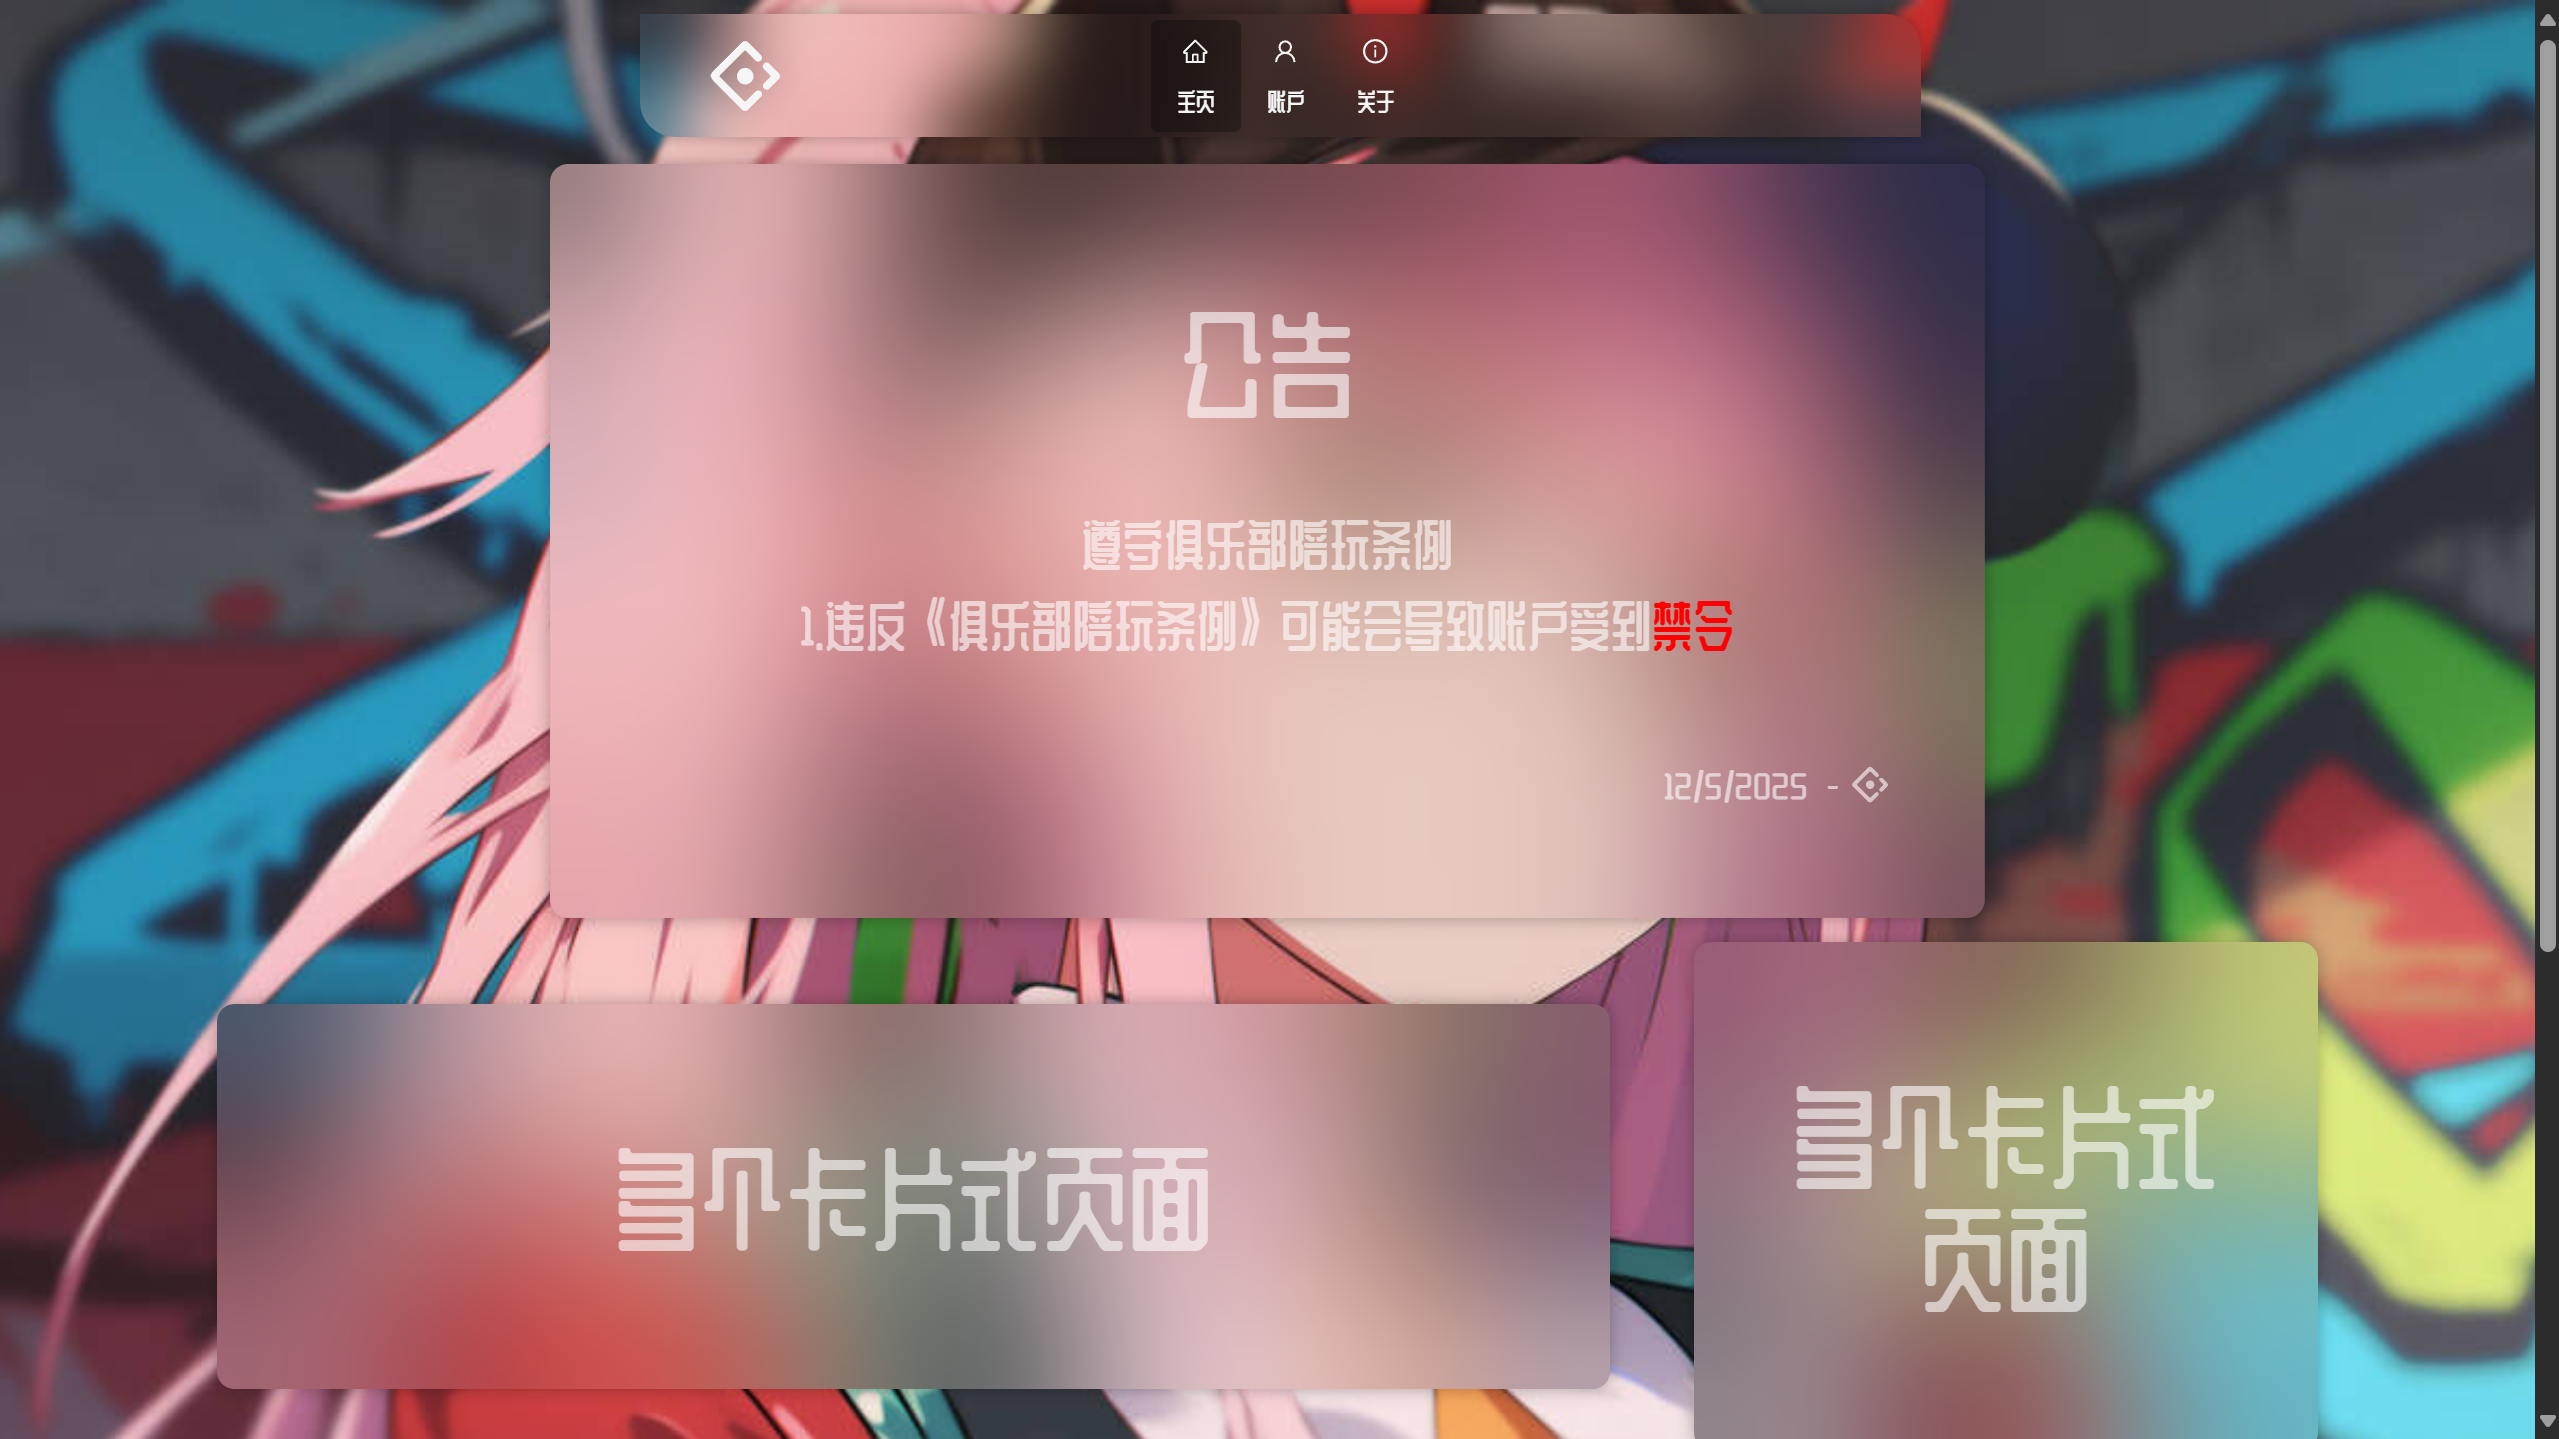 主页
账户
关于
公告
遵守俱乐部陪玩条例
1.违反《俱乐部陪玩条例》可能会导致账户受到禁令
12/5/2025 -
多个卡片式页面
多个卡片式
页面